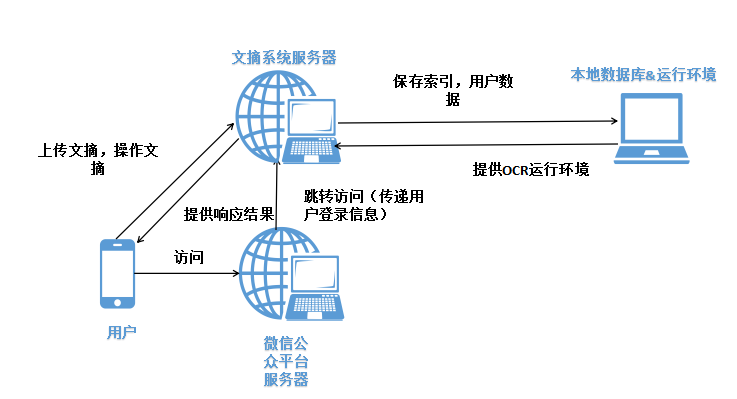 文摘系统服务器
本地数据库&运行环境
保存索引，用户数
据
上传文摘，操作文
摘
提供OCR运行环境
跳转访问（传递用
户登录信息）
提供响应结果
访问
用户
微信公
众平台
服务器